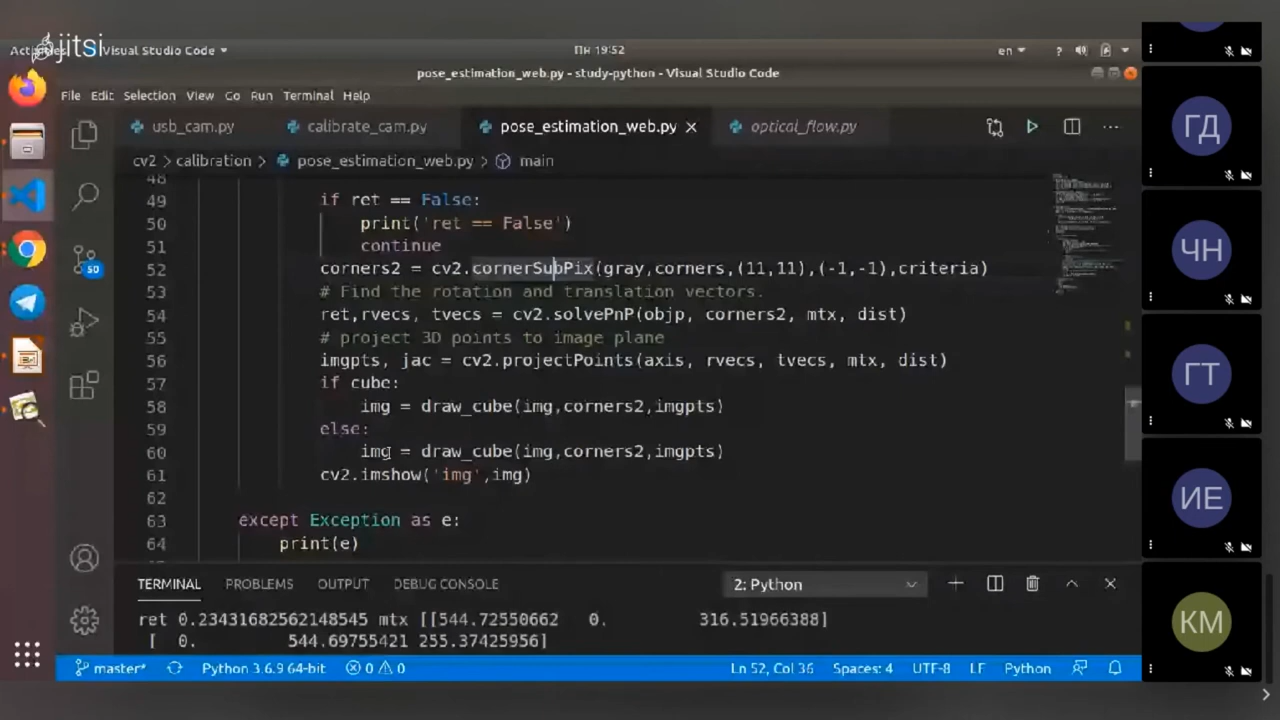 jitsi
Visual Studio Code
Пн 19:52
en
?
pose_estimation_web.py - study-python - Visual Studio Code
File Edit Selection View Go Run Terminal Help
usb_cam.py
calibrate_cam.py
pose_estimation_web.py
optical_flow.py
cv2 > calibration > pose_estimation_web.py > main
48
49 if ret == False:
50 print('ret == False')
51 continue
52 corners2 = cv2.cornerSubPix(gray,corners,(11,11),(-1,-1),criteria)
53 # Find the rotation and translation vectors.
54 ret,rvecs, tvecs = cv2.solvePnP(objp, corners2, mtx, dist)
55 # project 3D points to image plane
56 imgpts, jac = cv2.projectPoints(axis, rvecs, tvecs, mtx, dist)
57 if cube:
58 img = draw_cube(img,corners2,imgpts)
59 else:
60 img = draw_cube(img,corners2,imgpts)
61 cv2.imshow('img',img)
62
63 except Exception as e:
64 print(e)
50
TERMINAL PROBLEMS OUTPUT DEBUG CONSOLE
2: Python
ret 0.23431682562148545 mtx [[544.72550662 0. 316.51966388]
[ 0. 544.69755421 255.37425956]
master* Python 3.6.9 64-bit 0 0 Ln 52, Col 36 Spaces: 4 UTF-8 LF Python
ГД
ЧН
ГТ
ИЕ
КМ